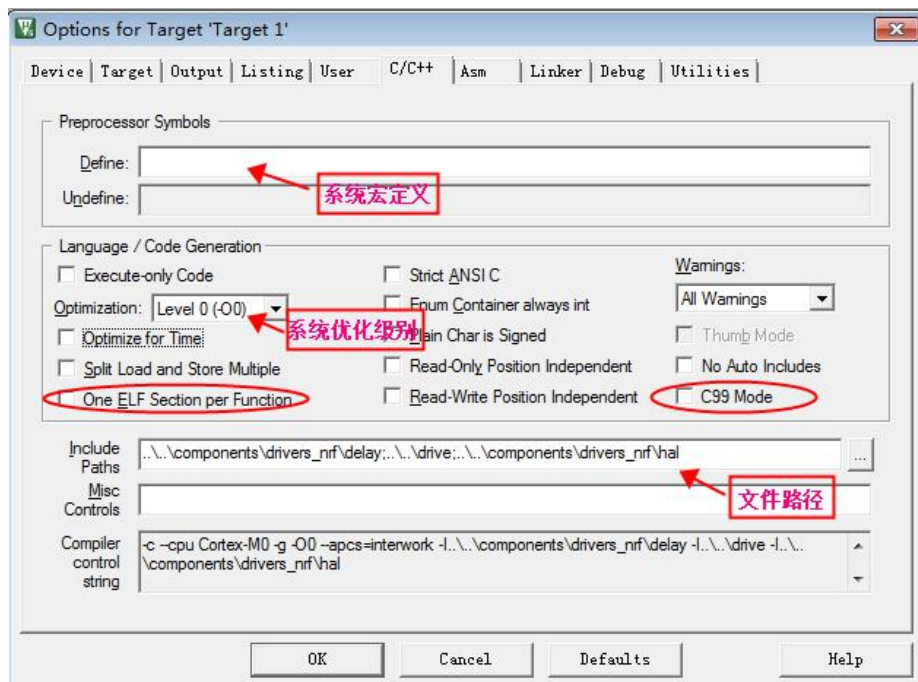 Options for Target 'Target 1'
Device Target Output Listing User C/C++ Asm Linker Debug Utilities
Preprocessor Symbols
Define:
Undefine:
系统宏定义
Language / Code Generation
Execute-only Code
Strict ANSI C
Warnings:
Optimization: Level 0 (-O0)
Enum Container always int
All Warnings
系统优化级别
Optimize for Time
Plain Char is Signed
Thumb Mode
Split Load and Store Multiple
Read-Only Position Independent
No Auto Includes
One ELF Section per Function
Read-Write Position Independent
C99 Mode
Include Paths
..\..\components\drivers_nrf\delay;..\..\drive;..\..\components\drivers_nrf\hal
...
文件路径
Misc Controls
Compiler control string
-c --cpu Cortex-M0 -g -O0 --apcs=interwork -I..\..\components\drivers_nrf\delay -I..\..\drive -I..\..
\components\drivers_nrf\hal
OK Cancel Defaults Help